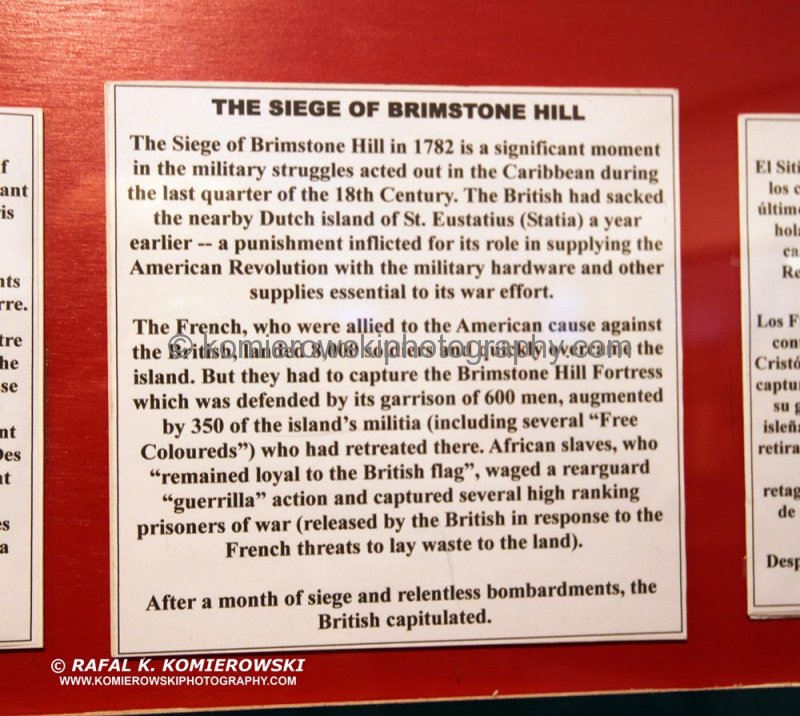 THE SIEGE OF BRIMSTONE HILL
The Siege of Brimstone Hill in 1782 is a significant moment
in the military struggles acted out in the Caribbean during
the last quarter of the 18th Century. The British had sacked
the nearby Dutch island of St. Eustatius (Statia) a year
earlier -- a punishment inflicted for its role in supplying the
American Revolution with the military hardware and other
supplies essential to its war effort.
The French, who were allied to the American cause against
© komierowskiphotography.com
the British, landed 8,000 soldiers and quickly overcame the
island. But they had to capture the Brimstone Hill Fortress
which was defended by its garrison of 600 men, augmented
by 350 of the island's militia (including several "Free
Coloureds") who had retreated there. African slaves, who
"remained loyal to the British flag", waged a rearguard
"guerrilla" action and captured several high ranking
prisoners of war (released by the British in response to the
French threats to lay waste to the land).
After a month of siege and relentless bombardments, the
British capitulated.
El Siti
los c
último
hola
ca
Re
Los F
con
Cristó
captur
su g
isleña
retira
retag
de
Desp
© RAFAL K. KOMIEROWSKI
WWW.KOMIEROWSKIPHOTOGRAPHY.COM